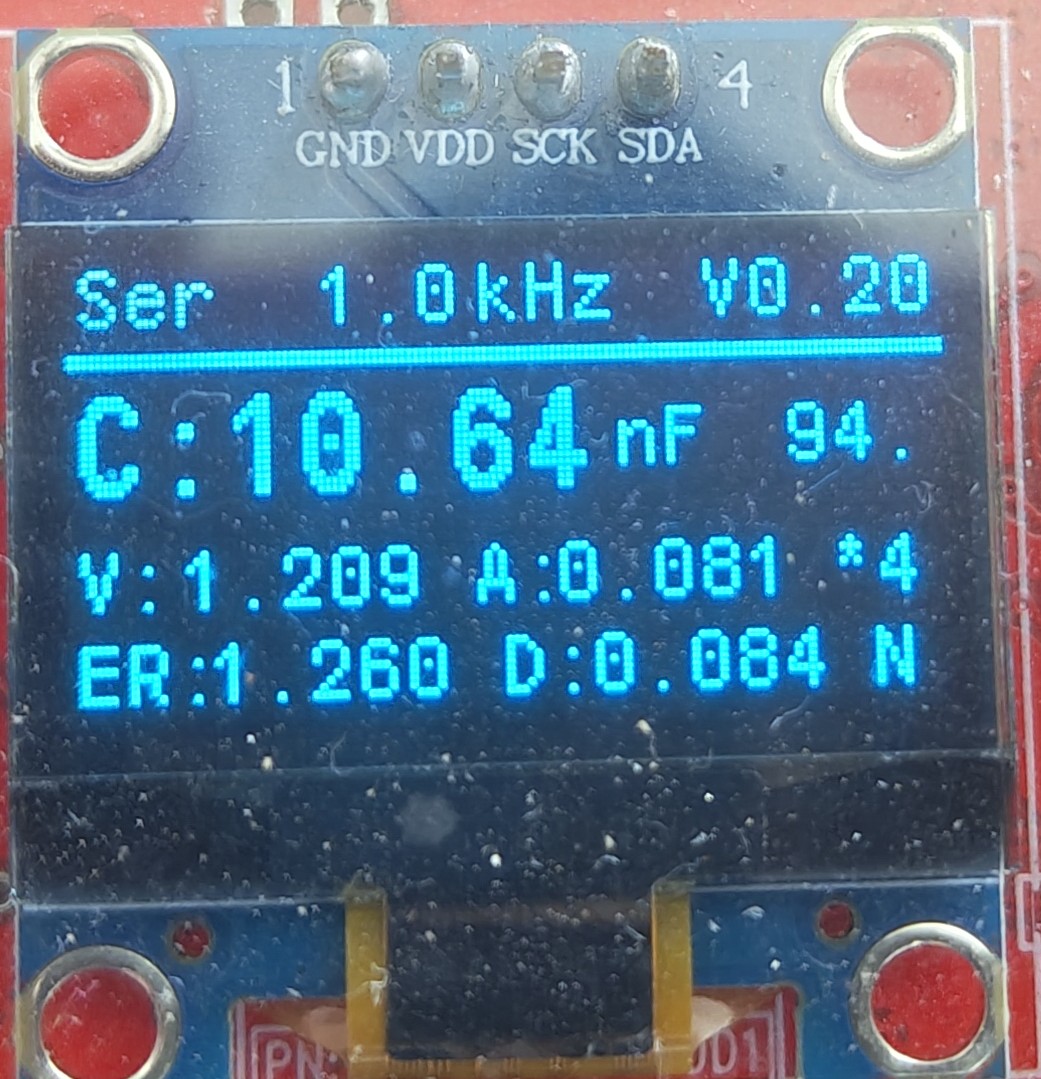 1 4
GND VDD SCK SDA
Ser 1.0kHz V0.20
C:10.64nF 94.
V:1.209 A:0.081 *4
ER:1.260 D:0.084 N